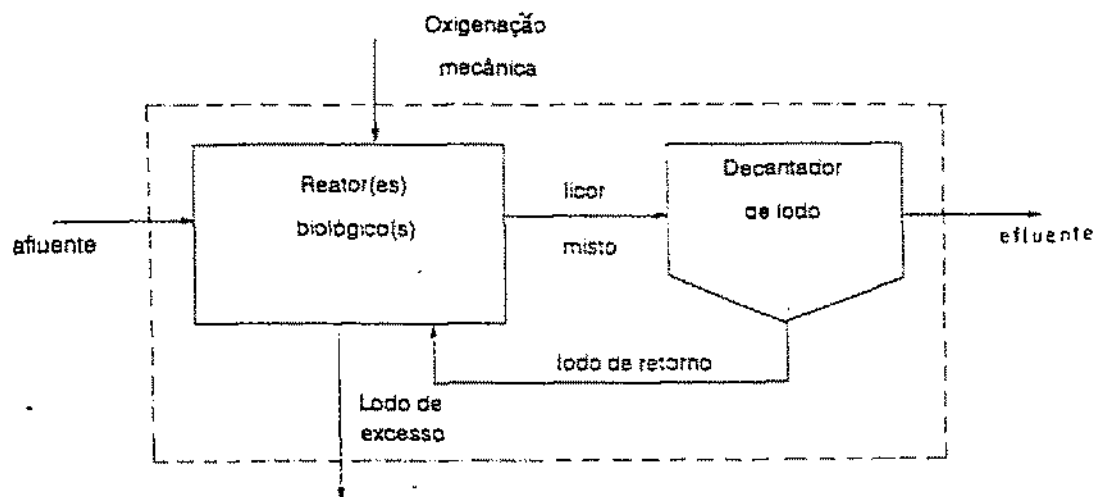 Oxigenação
mecânica
Reator(es)
biológico(s)
Decantador
de lodo
licor
misto
afluente
efluente
lodo de retorno
Lodo de
excesso